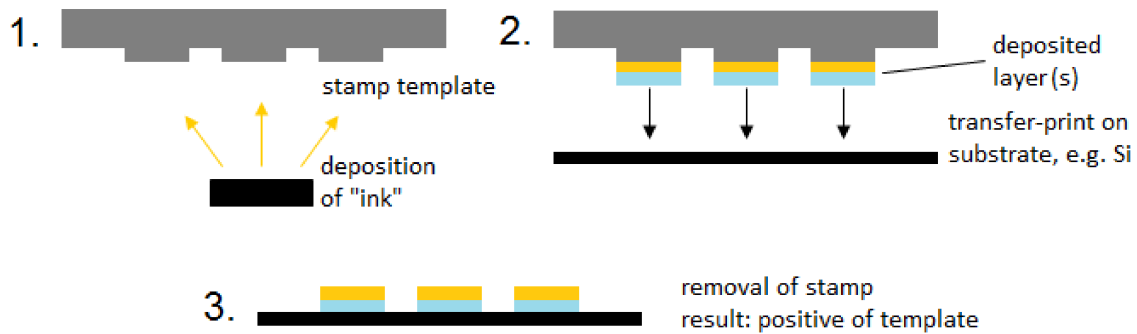 1.
stamp template
deposition
of "ink"
2.
deposited
layer(s)
transfer-print on
substrate, e.g. Si
3.
removal of stamp
result: positive of template